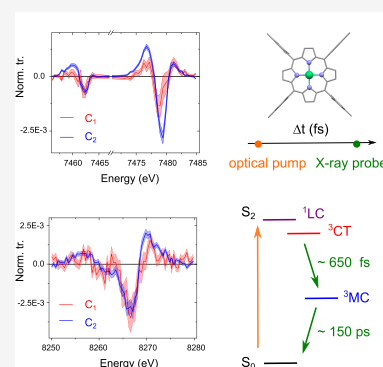 Norm. tr.
0.0
-2.5E-3
C1
C2
7460 7465 7475 7480 7485
Energy (eV)
Δt (fs)
optical pump X-ray probe
Norm. tr.
2.5E-3
0.0
-2.5E-3
C1
C2
8250 8260 8270 8280
Energy (eV)
S2
1LC
3CT
~ 650 fs
3MC
~ 150 ps